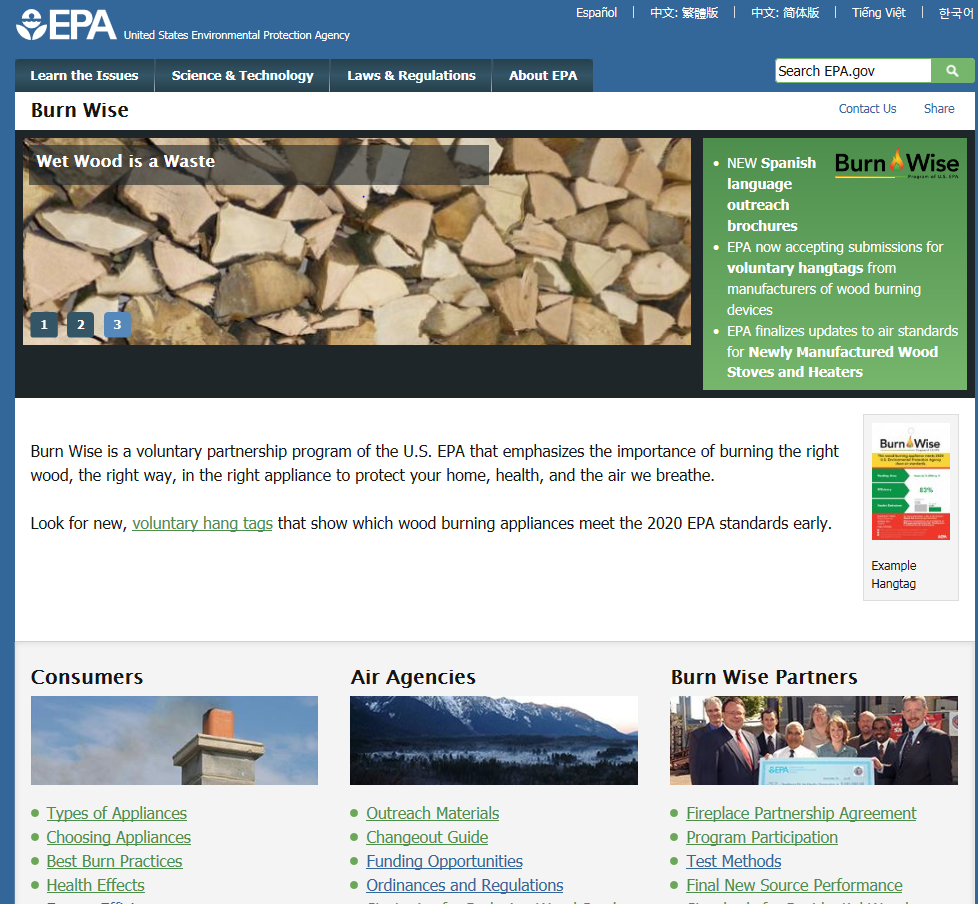 Español | 中文: 繁體版 | 中文: 简体版 | Tiếng Việt | 한국어
EPA United States Environmental Protection Agency
Learn the Issues Science & Technology Laws & Regulations About EPA
Search EPA.gov
Burn Wise
Contact Us Share
Wet Wood is a Waste
1 2 3
Burn Wise
Program of U.S. EPA
NEW Spanish
language
outreach
brochures
EPA now accepting submissions for
voluntary hangtags from
manufacturers of wood burning
devices
EPA finalizes updates to air standards
for Newly Manufactured Wood
Stoves and Heaters
Burn Wise is a voluntary partnership program of the U.S. EPA that emphasizes the importance of burning the right
wood, the right way, in the right appliance to protect your home, health, and the air we breathe.
Look for new, voluntary hang tags that show which wood burning appliances meet the 2020 EPA standards early.
Burn Wise
83%
Example
Hangtag
Consumers
Types of Appliances
Choosing Appliances
Best Burn Practices
Health Effects
Air Agencies
Outreach Materials
Changeout Guide
Funding Opportunities
Ordinances and Regulations
Burn Wise Partners
EPA
Fireplace Partnership Agreement
Program Participation
Test Methods
Final New Source Performance